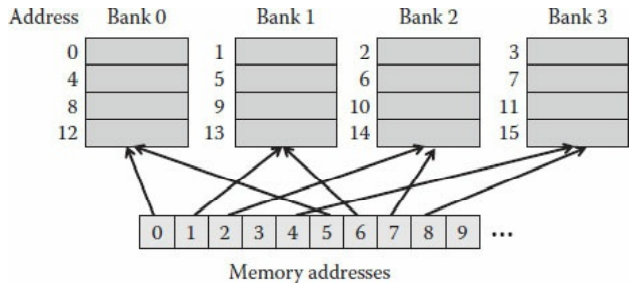 Address Bank 0 Bank 1 Bank 2 Bank 3
0 1 2 3
4 5 6 7
8 9 10 11
12 13 14 15
0 1 2 3 4 5 6 7 8 9 ...
Memory addresses